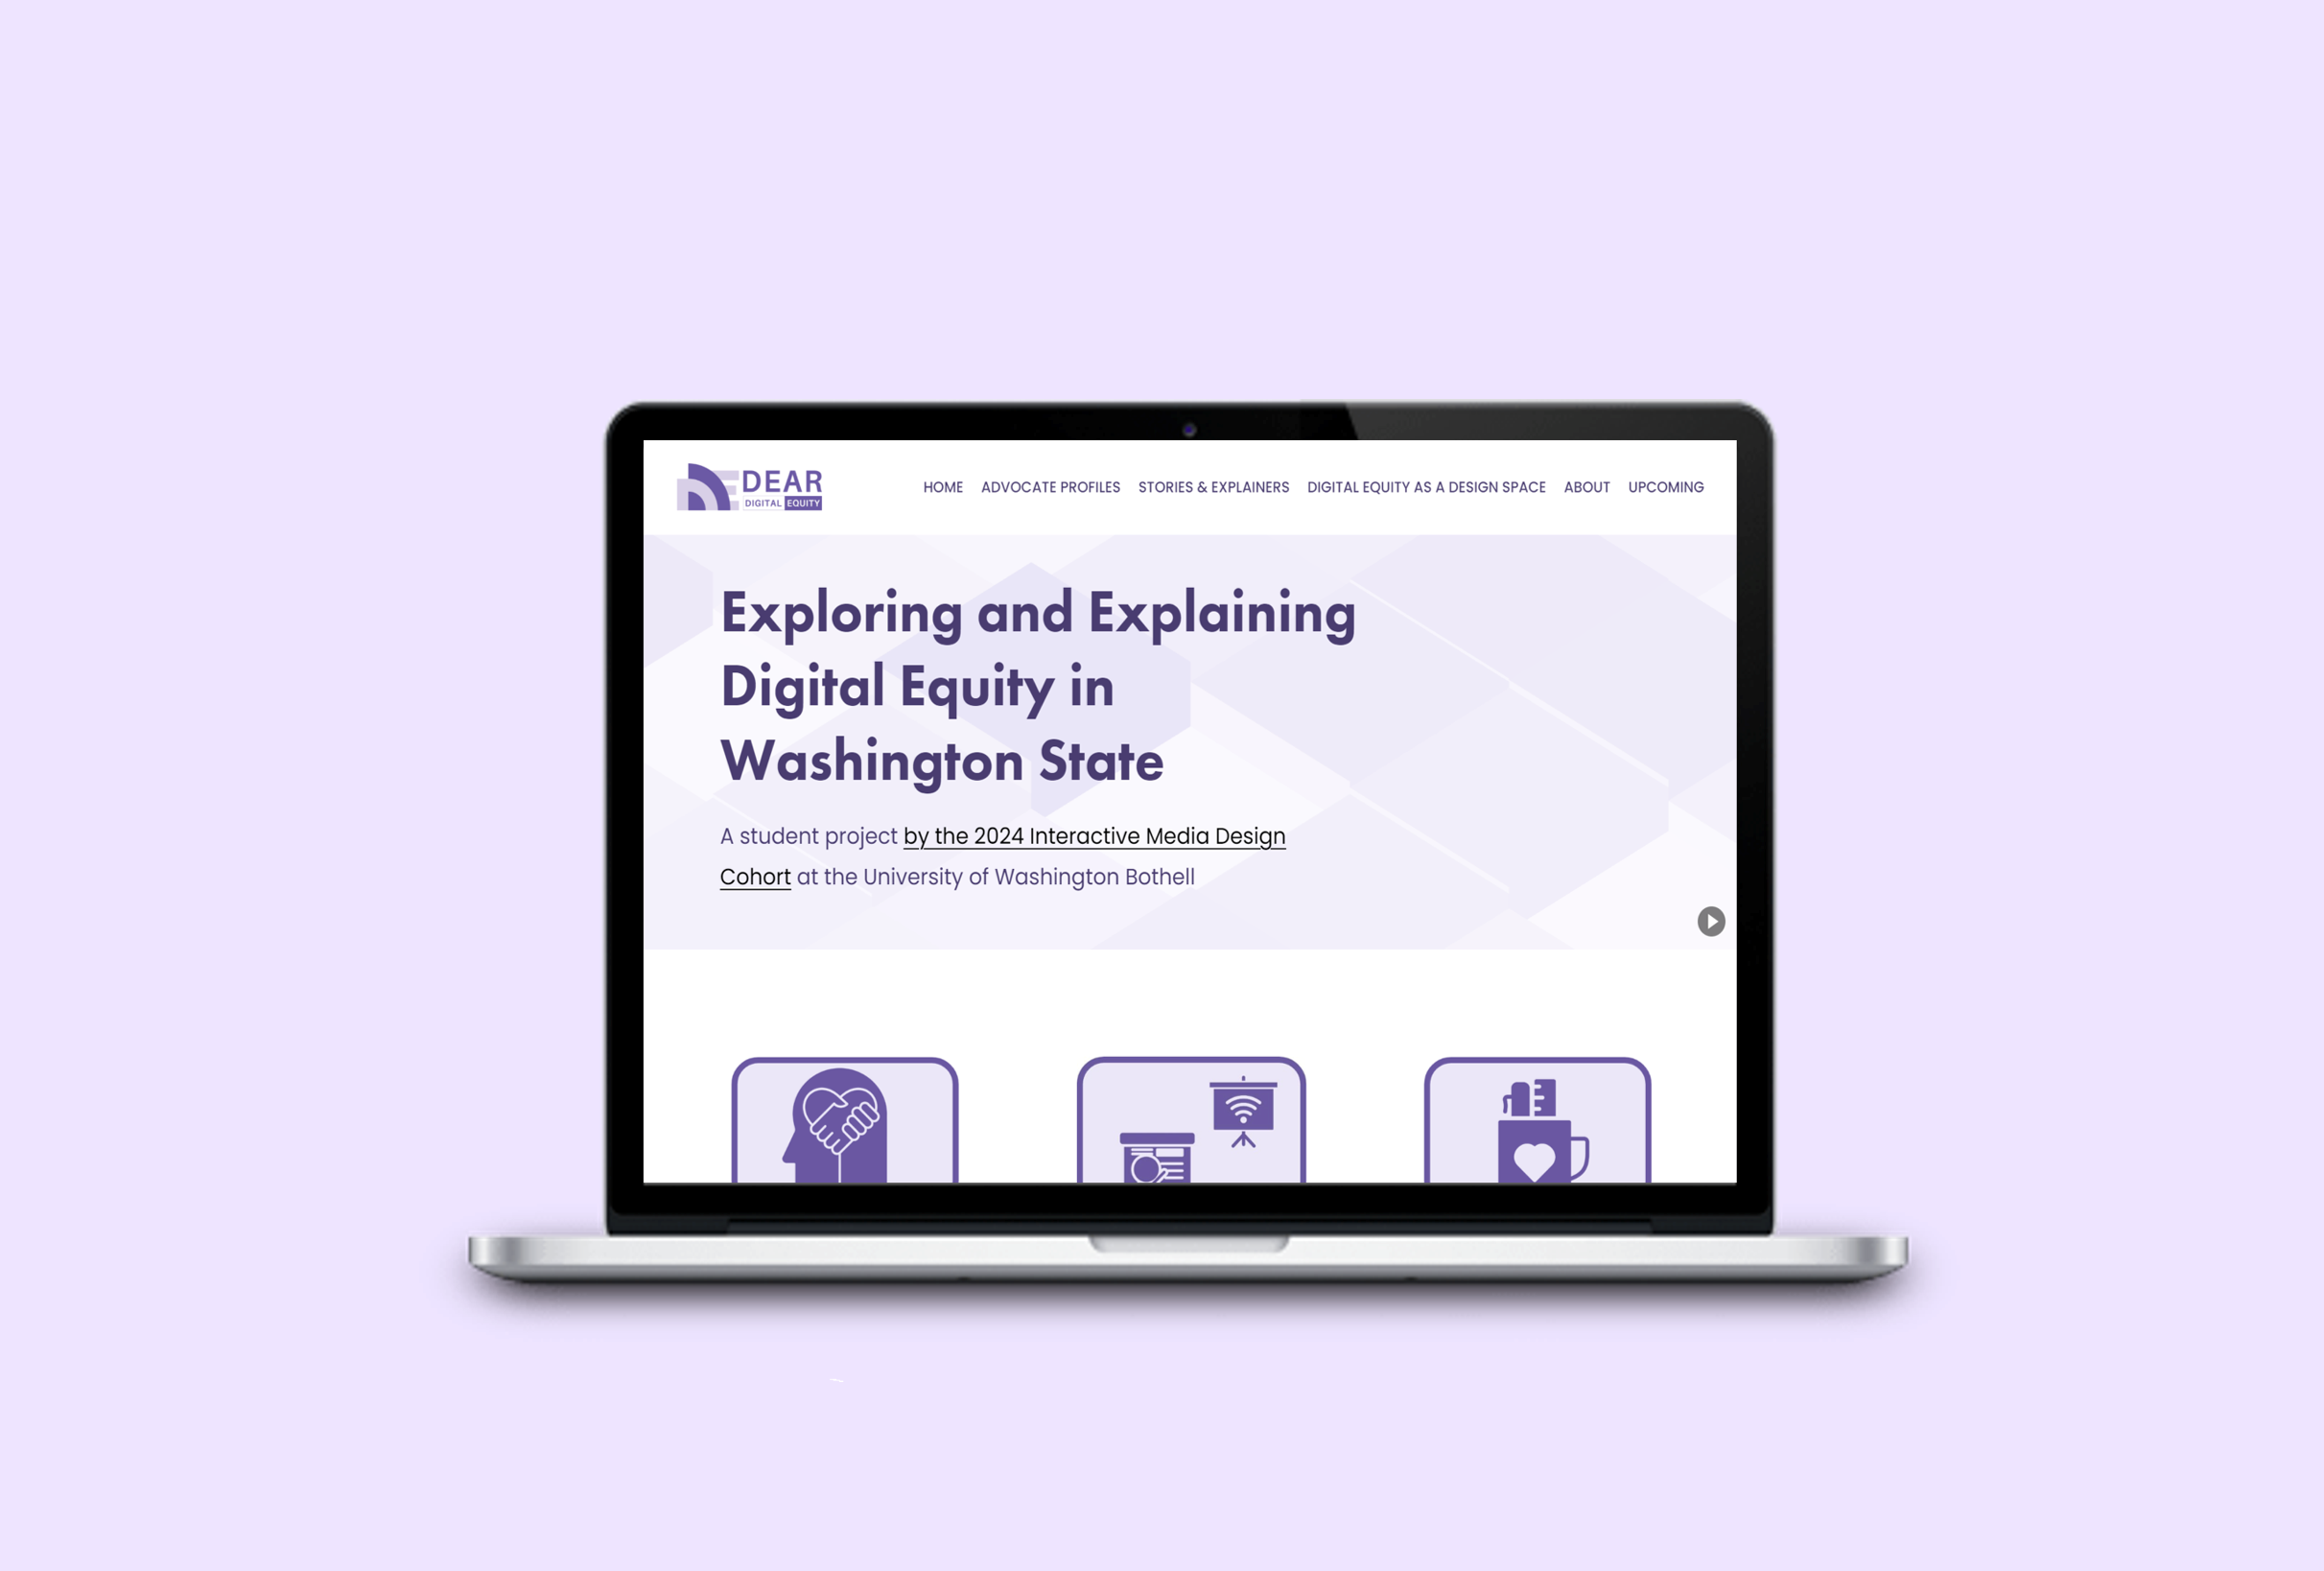 DEAR
DIGITAL EQUITY
HOME ADVOCATE PROFILES STORIES & EXPLAINERS DIGITAL EQUITY AS A DESIGN SPACE ABOUT UPCOMING
Exploring and Explaining
Digital Equity in
Washington State
A student project by the 2024 Interactive Media Design
Cohort at the University of Washington Bothell